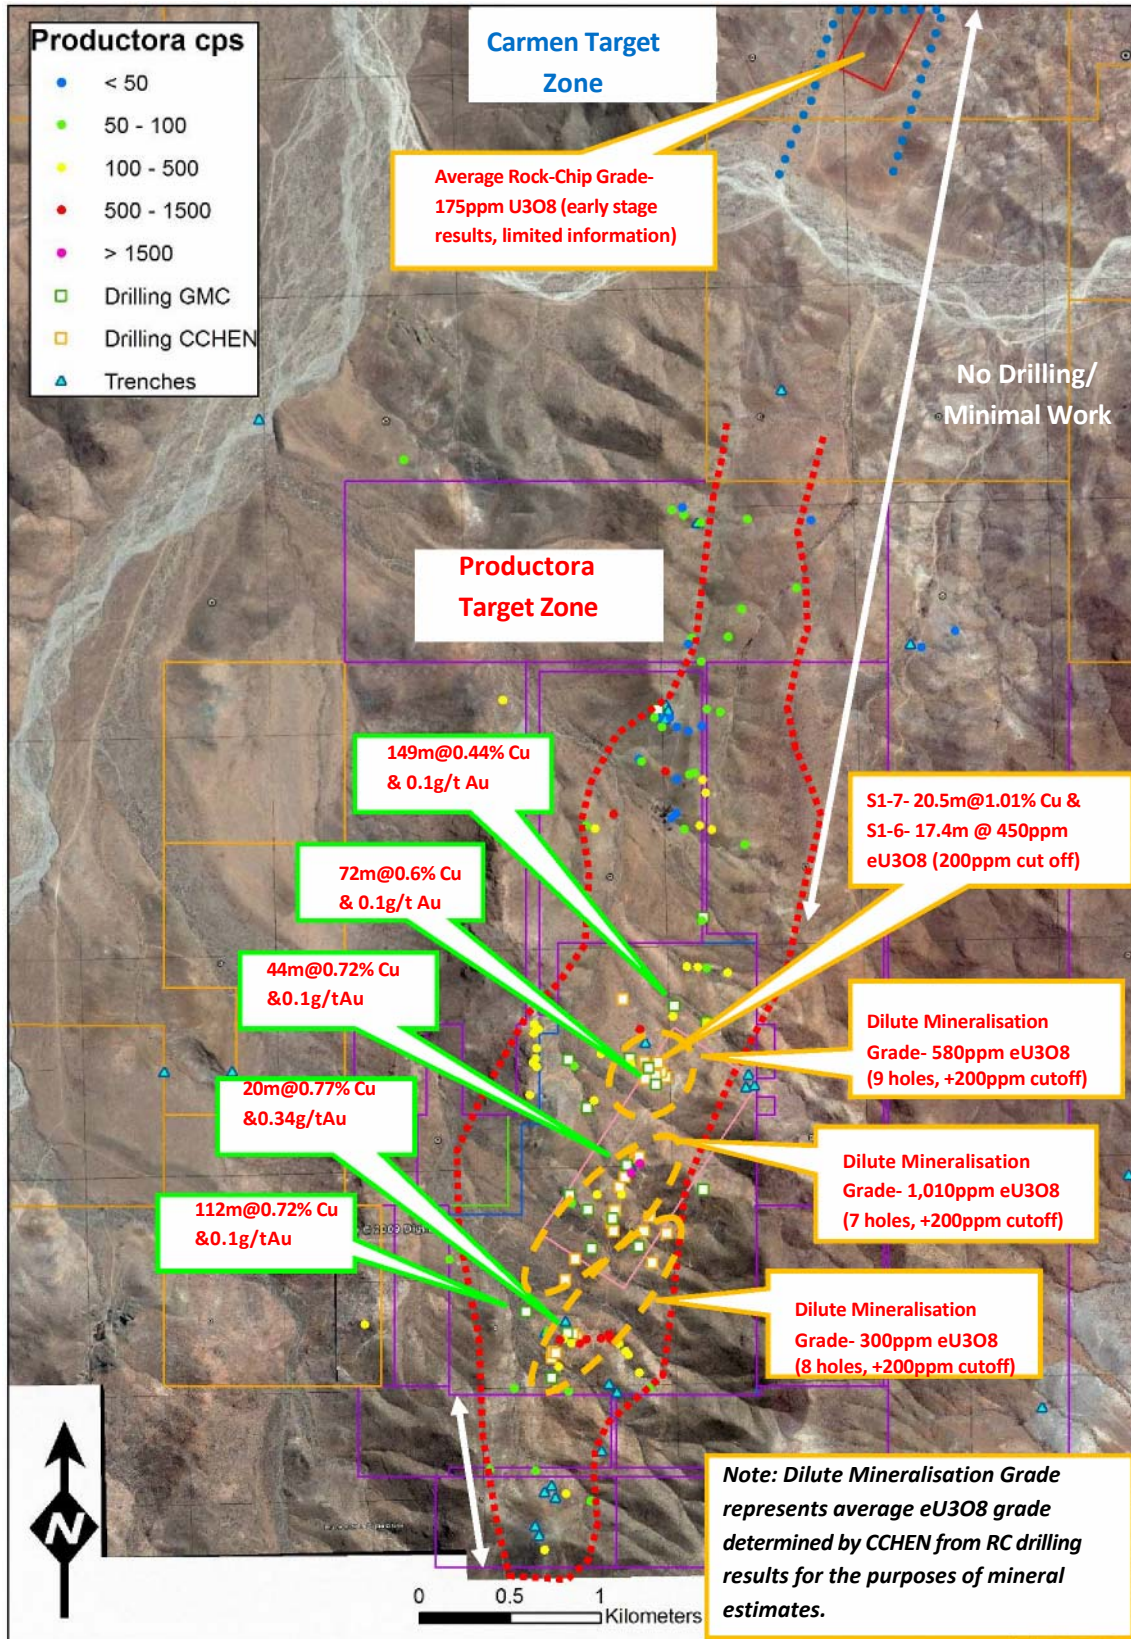 Productora cps
< 50
50 - 100
100 - 500
500 - 1500
> 1500
Drilling GMC
Drilling CCHEN
Trenches
Carmen Target
Zone
Average Rock-Chip Grade-
175ppm U3O8 (early stage
results, limited information)
No Drilling/
Minimal Work
Productora
Target Zone
149m@0.44% Cu
& 0.1g/t Au
S1-7- 20.5m@1.01% Cu &
S1-6- 17.4m @ 450ppm
eU3O8 (200ppm cut off)
72m@0.6% Cu
& 0.1g/t Au
44m@0.72% Cu
&0.1g/tAu
Dilute Mineralisation
Grade- 580ppm eU3O8
(9 holes, +200ppm cutoff)
20m@0.77% Cu
&0.34g/tAu
Dilute Mineralisation
Grade- 1,010ppm eU3O8
(7 holes, +200ppm cutoff)
112m@0.72% Cu
&0.1g/tAu
Dilute Mineralisation
Grade- 300ppm eU3O8
(8 holes, +200ppm cutoff)
N
0 0.5 1
Kilometers
Note: Dilute Mineralisation Grade
represents average eU3O8 grade
determined by CCHEN from RC drilling
results for the purposes of mineral
estimates.